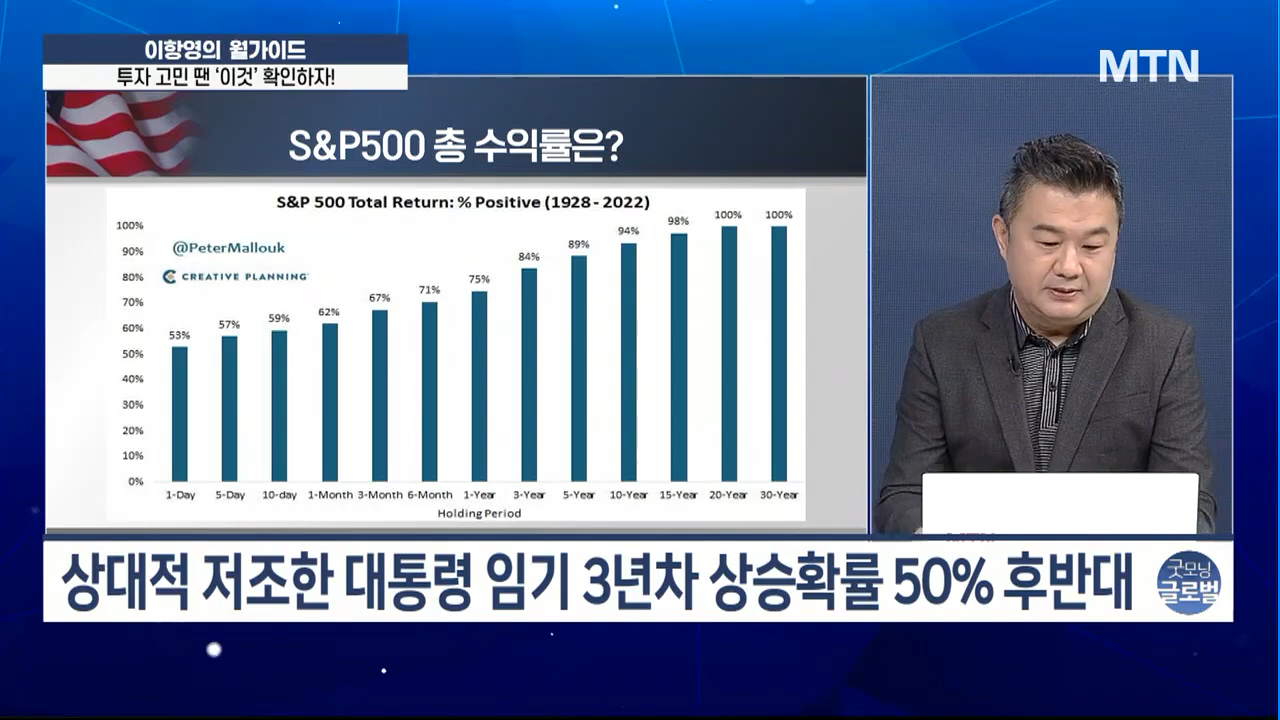 이항영의 월가이드
투자 고민 땐 ‘이것’ 확인하자!
MTN
S&P500 총 수익률은?
S&P 500 Total Return: % Positive (1928 - 2022)
@PeterMallouk
CREATIVE PLANNING
100%
90%
80%
70%
60%
50%
40%
30%
20%
10%
0%
53%
57%
59%
62%
67%
71%
75%
84%
89%
94%
98%
100%
100%
1-Day 5-Day 10-day 1-Month 3-Month 6-Month 1-Year 3-Year 5-Year 10-Year 15-Year 20-Year 30-Year
Holding Period
상대적 저조한 대통령 임기 3년차 상승확률 50% 후반대
굿모닝
글로벌